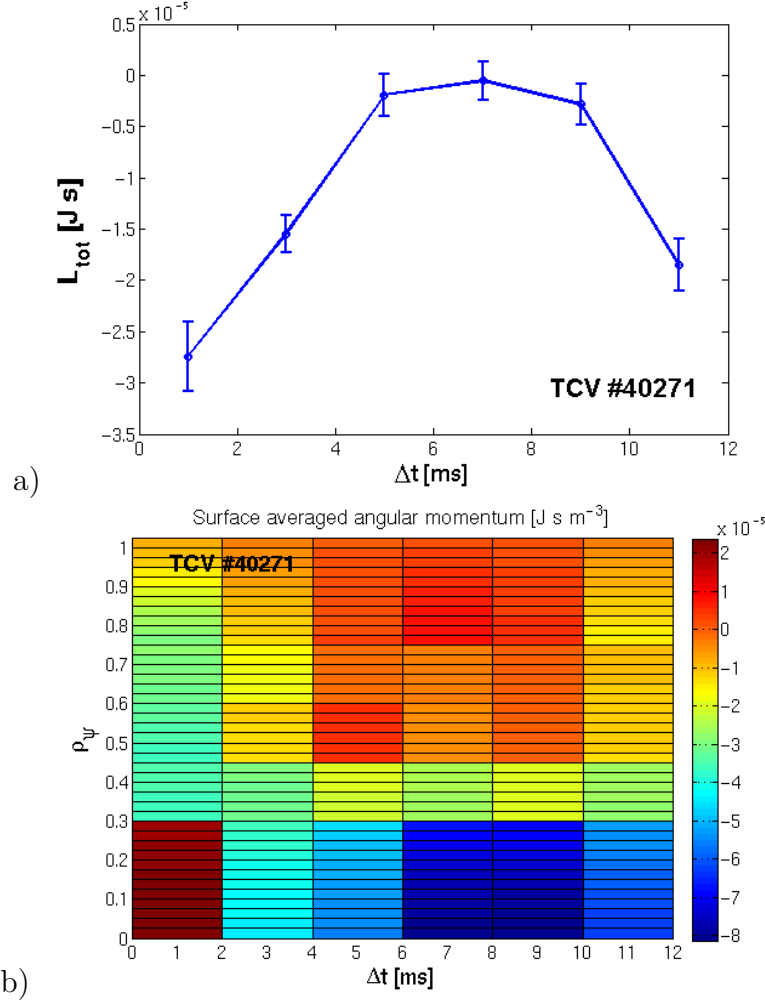 x 10⁻⁵
0.5
0
−0.5
−1
−1.5
−2
−2.5
−3
−3.5
L_tot [J s]
TCV #40271
0 2 4 6 8 10 12
Δt [ms]
a)
Surface averaged angular momentum [J s m⁻³]
x 10⁻⁵
TCV #40271
1
0.9
0.8
0.7
0.6
0.5
0.4
0.3
0.2
0.1
0
ρ_ψ
2
1
0
−1
−2
−3
−4
−5
−6
−7
−8
0 1 2 3 4 5 6 7 8 9 10 11 12
Δt [ms]
b)